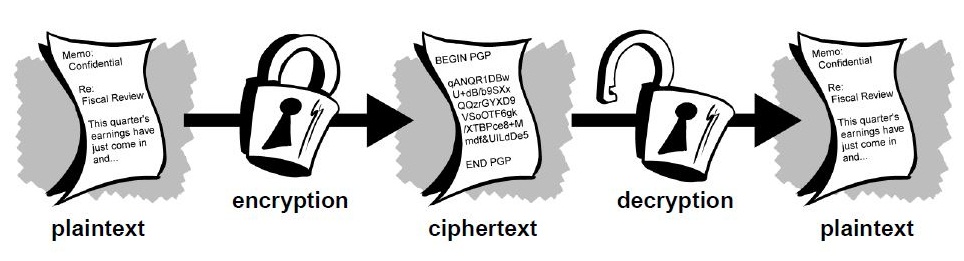 Memo:
Confidential
Re:
Fiscal Review
This quarter's
earnings have
just come in
and...
plaintext
encryption
BEGIN PGP
qANQR1DBw
U+dB/b9SXx
QQzrGYXD9
VSoOTF6gk
/XTBPce8+M
mdf&UILdDe5
END PGP
ciphertext
decryption
Memo:
Confidential
Re:
Fiscal Review
This quarter's
earnings have
just come in
and...
plaintext